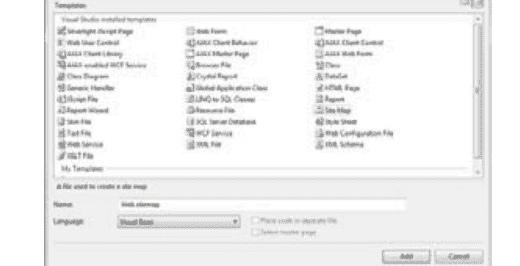 Templates:
Visual Studio installed templates
Silverlight JScript Page Web Form Master Page
Web User Control AJAX Client Behavior AJAX Client Control
AJAX Client Library AJAX Master Page AJAX Web Form
AJAX-enabled WCF Service Browser File Class
Class Diagram Crystal Report DataSet
Generic Handler Global Application Class HTML Page
JScript File LINQ to SQL Classes Report
Report Wizard Resource File Site Map
Skin File SQL Server Database Style Sheet
Text File WCF Service Web Configuration File
Web Service XML File XML Schema
XSLT File
My Templates
A file used to create a site map
Name: Web.sitemap
Language: Visual Basic Place code in separate file
Select master page
Add Cancel